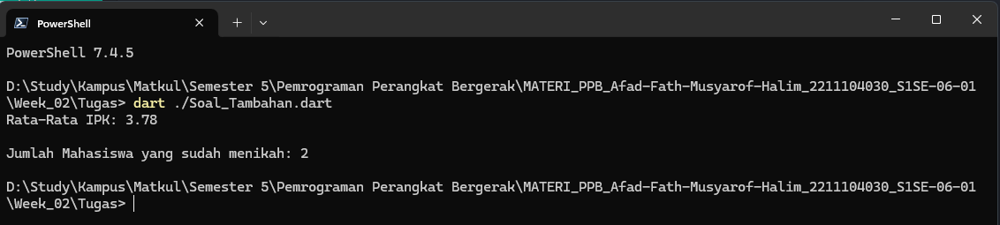 PowerShell
PowerShell 7.4.5
D:\Study\Kampus\Matkul\Semester 5\Pemrograman Perangkat Bergerak\MATERI_PPB_Afad-Fath-Musyarof-Halim_2211104030_S1SE-06-01
\Week_02\Tugas> dart ./Soal_Tambahan.dart
Rata-Rata IPK: 3.78
Jumlah Mahasiswa yang sudah menikah: 2
D:\Study\Kampus\Matkul\Semester 5\Pemrograman Perangkat Bergerak\MATERI_PPB_Afad-Fath-Musyarof-Halim_2211104030_S1SE-06-01
\Week_02\Tugas>